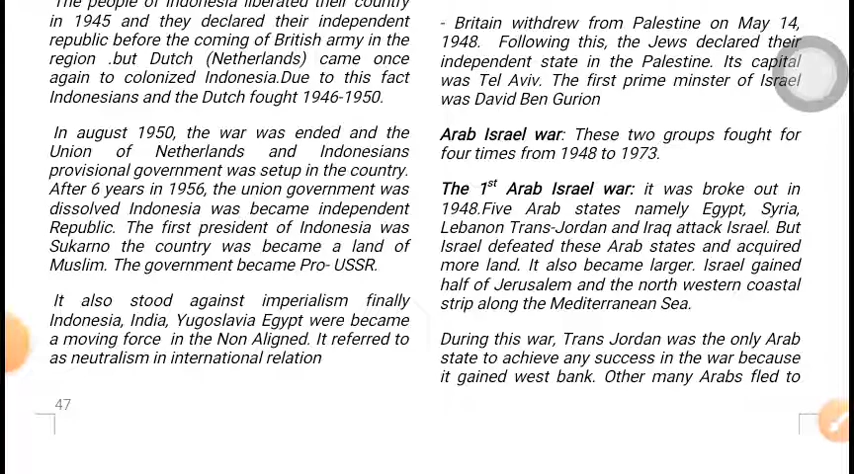 The people of Indonesia liberated their country
in 1945 and they declared their independent
republic before the coming of British army in the
region .but Dutch (Netherlands) came once
again to colonized Indonesia.Due to this fact
Indonesians and the Dutch fought 1946-1950.
In august 1950, the war was ended and the
Union of Netherlands and Indonesians
provisional government was setup in the country.
After 6 years in 1956, the union government was
dissolved Indonesia was became independent
Republic. The first president of Indonesia was
Sukarno the country was became a land of
Muslim. The government became Pro- USSR.
It also stood against imperialism finally
Indonesia, India, Yugoslavia Egypt were became
a moving force in the Non Aligned. It referred to
as neutralism in international relation
47
- Britain withdrew from Palestine on May 14,
1948. Following this, the Jews declared their
independent state in the Palestine. Its capital
was Tel Aviv. The first prime minster of Israel
was David Ben Gurion
Arab Israel war: These two groups fought for
four times from 1948 to 1973.
The 1st Arab Israel war: it was broke out in
1948.Five Arab states namely Egypt, Syria,
Lebanon Trans-Jordan and Iraq attack Israel. But
Israel defeated these Arab states and acquired
more land. It also became larger. Israel gained
half of Jerusalem and the north western coastal
strip along the Mediterranean Sea.
During this war, Trans Jordan was the only Arab
state to achieve any success in the war because
it gained west bank. Other many Arabs fled to